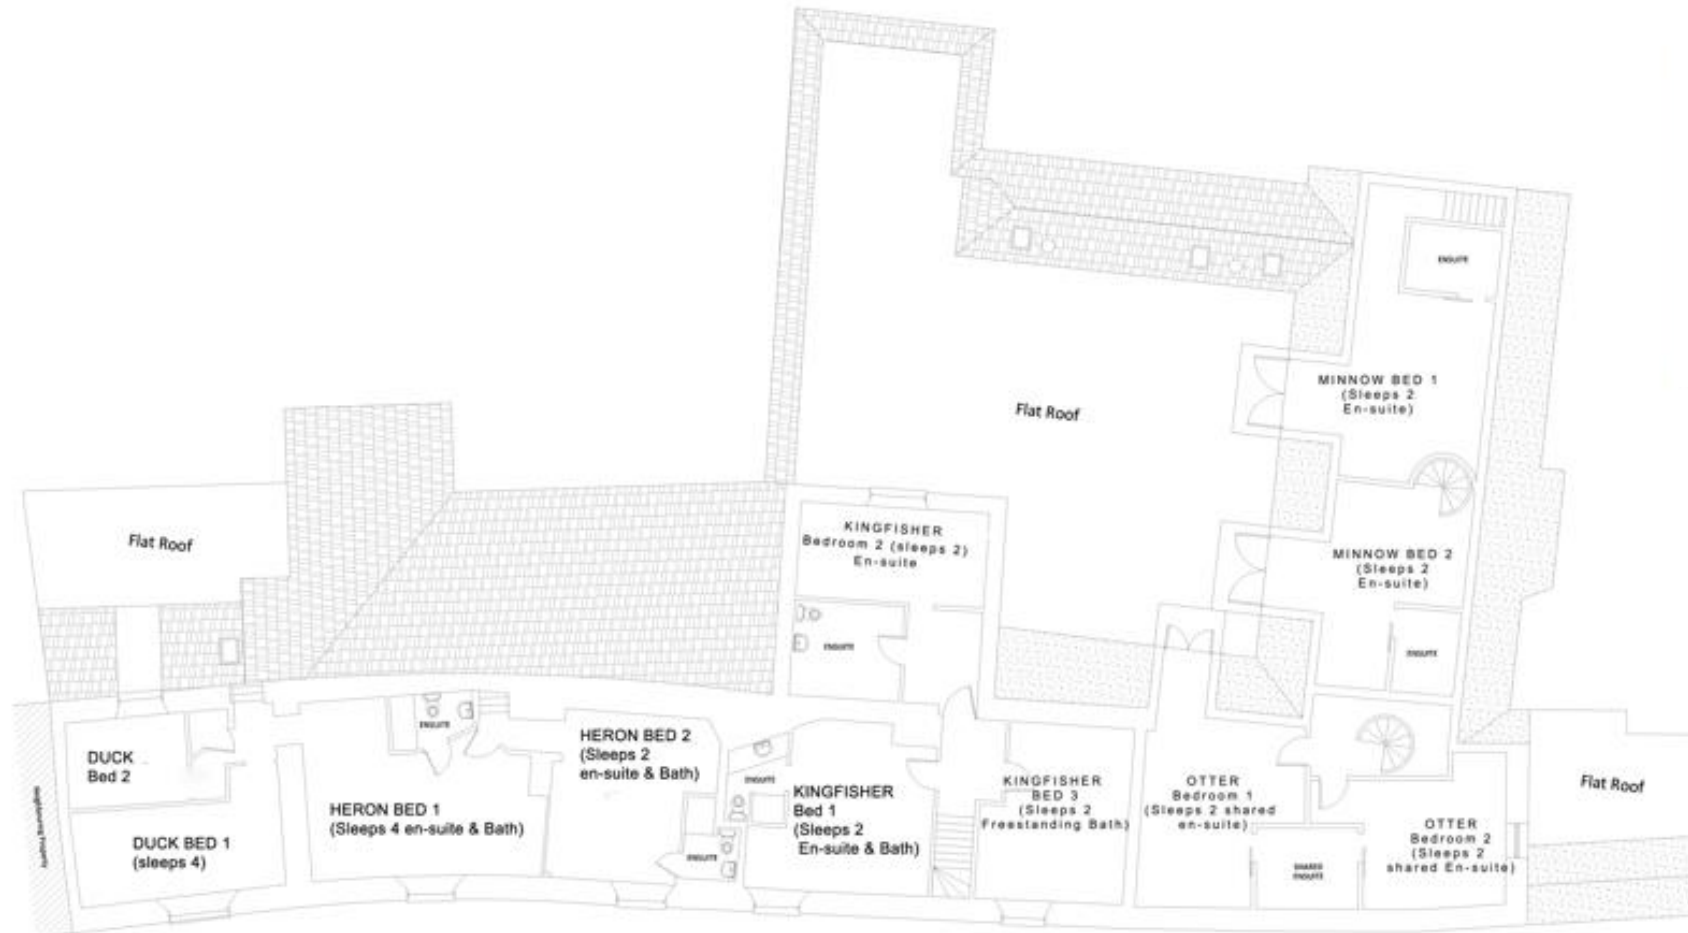 ENSUITE
MINNOW BED 1
(Sleeps 2
En-suite)
Flat Roof
Flat Roof
KINGFISHER
Bedroom 2 (sleeps 2)
En-suite
MINNOW BED 2
(Sleeps 2
En-suite)
ENSUITE
ENSUITE
ENSUITE
DUCK
Bed 2
HERON BED 2
(Sleeps 2
en-suite & Bath)
ENSUITE
HERON BED 1
(Sleeps 4 en-suite & Bath)
KINGFISHER
Bed 1
(Sleeps 2
En-suite & Bath)
KINGFISHER
BED 3
(Sleeps 2
Freestanding Bath)
OTTER
Bedroom 1
(Sleeps 2 shared
en-suite)
Flat Roof
Neighbouring Property
DUCK BED 1
(sleeps 4)
ENSUITE
SHARED
ENSUITE
OTTER
Bedroom 2
(Sleeps 2
shared En-suite)